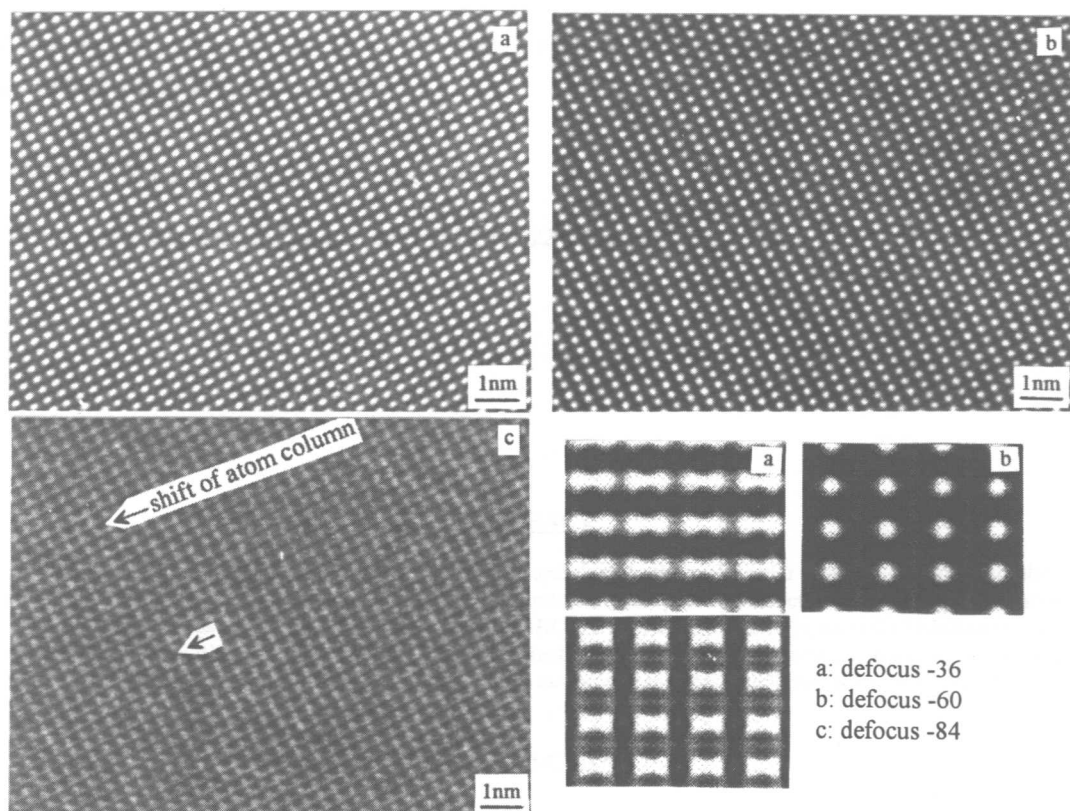 a
1nm
b
1nm
c
shift of atom column
1nm
a
b
a: defocus -36
b: defocus -60
c: defocus -84